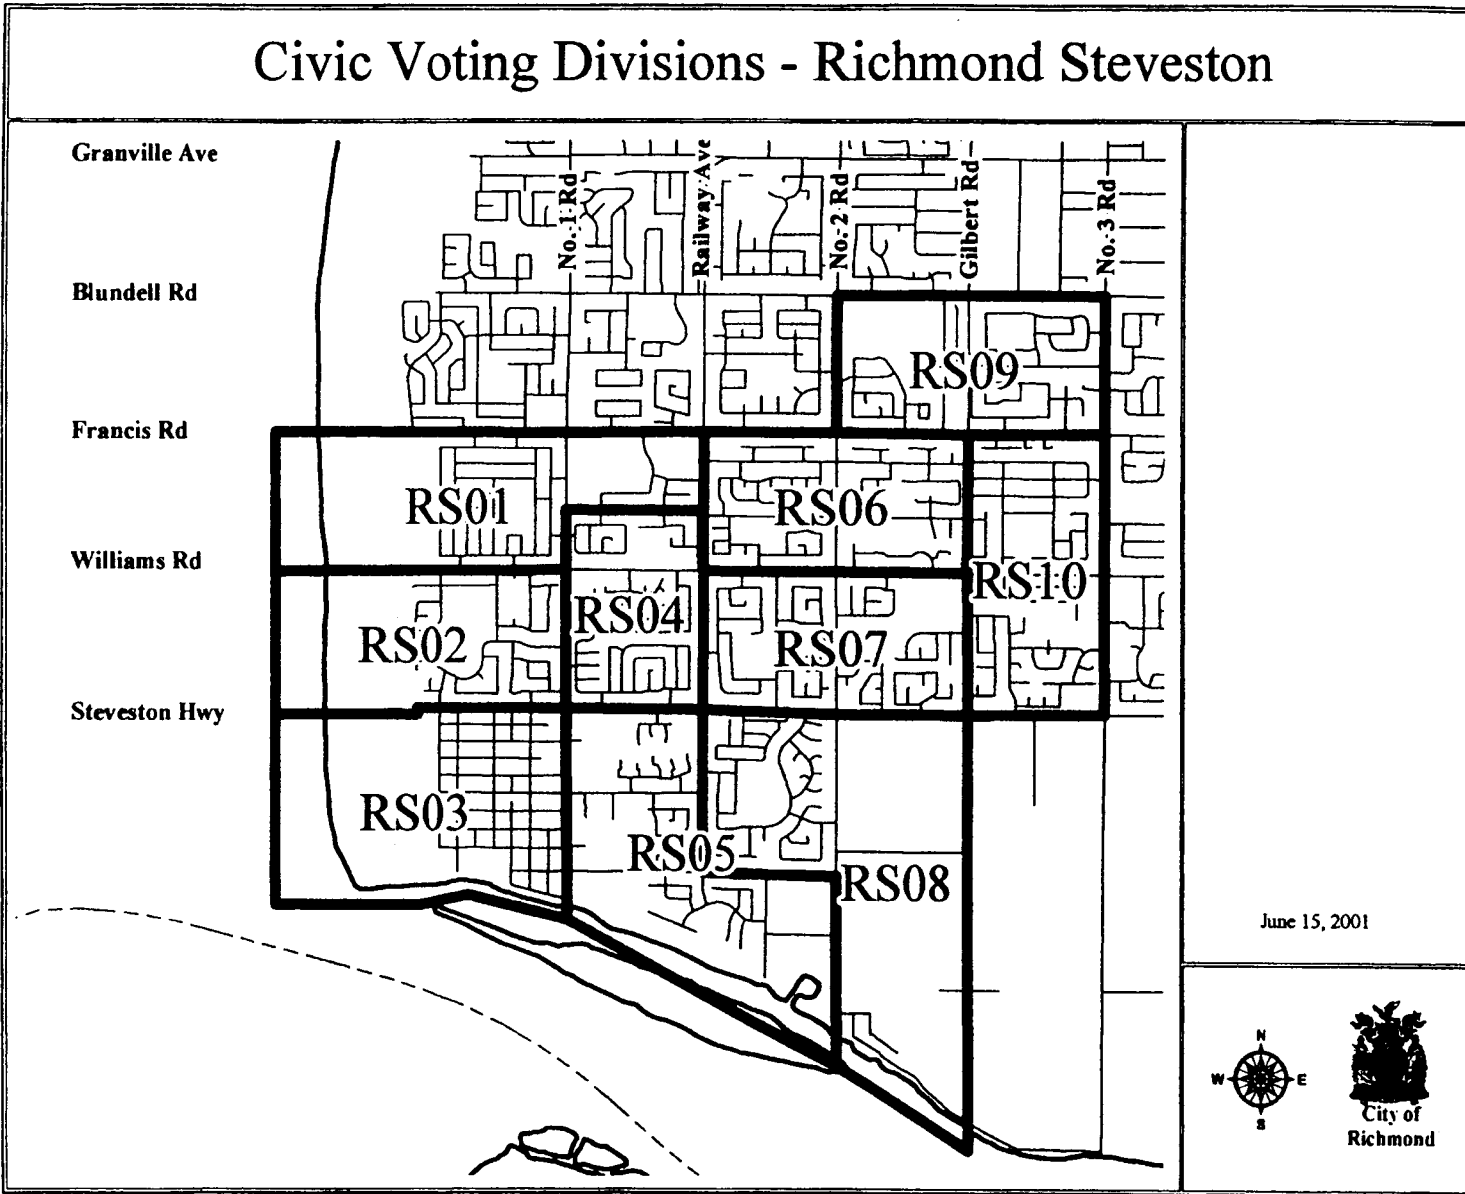 Civic Voting Divisions - Richmond Steveston
Granville Ave
Blundell Rd
Francis Rd
Williams Rd
Steveston Hwy
No. 1 Rd
Railway Ave
No. 2 Rd
Gilbert Rd
No. 3 Rd
RS09
RS01
RS06
RS10
RS04
RS02
RS07
RS03
RS05
RS08
June 15, 2001
N
W
E
S
City of
Richmond